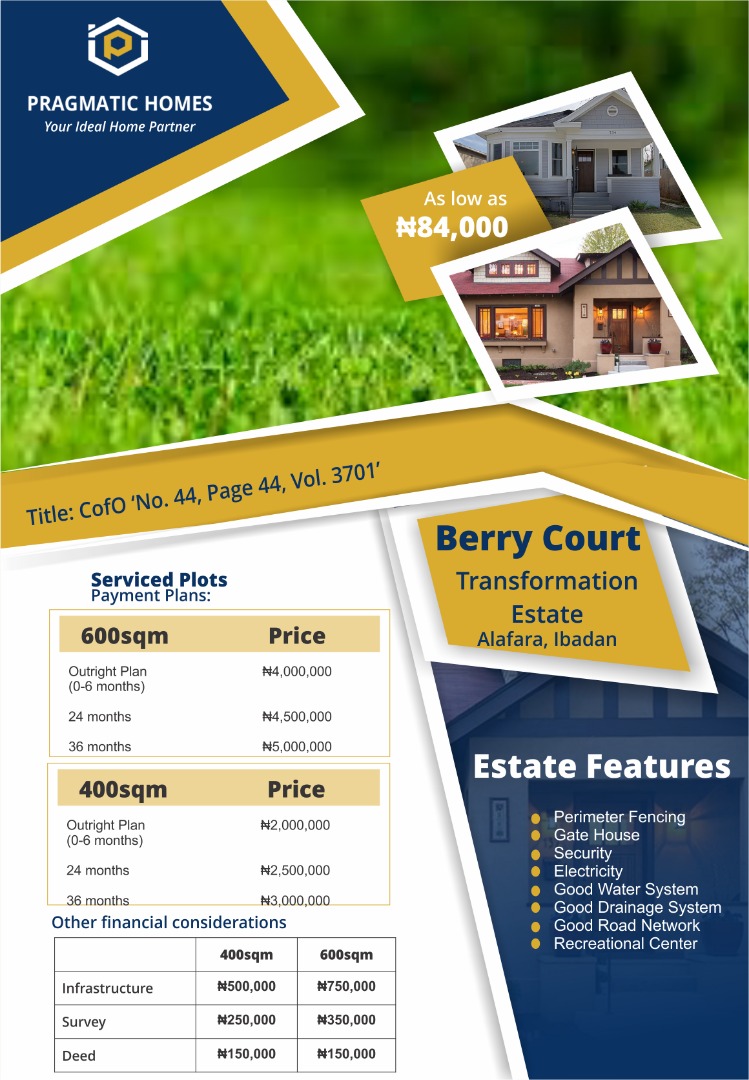 PRAGMATIC HOMES
Your Ideal Home Partner
As low as
₦84,000
Title: CofO ‘No. 44, Page 44, Vol. 3701’
Berry Court
Transformation
Estate
Alafara, Ibadan
Serviced Plots
Payment Plans:
600sqm Price
Outright Plan ₦4,000,000
(0-6 months)
24 months ₦4,500,000
36 months ₦5,000,000
400sqm Price
Outright Plan ₦2,000,000
(0-6 months)
24 months ₦2,500,000
36 months ₦3,000,000
Other financial considerations
400sqm 600sqm
Infrastructure ₦500,000 ₦750,000
Survey ₦250,000 ₦350,000
Deed ₦150,000 ₦150,000
Estate Features
Perimeter Fencing
Gate House
Security
Electricity
Good Water System
Good Drainage System
Good Road Network
Recreational Center